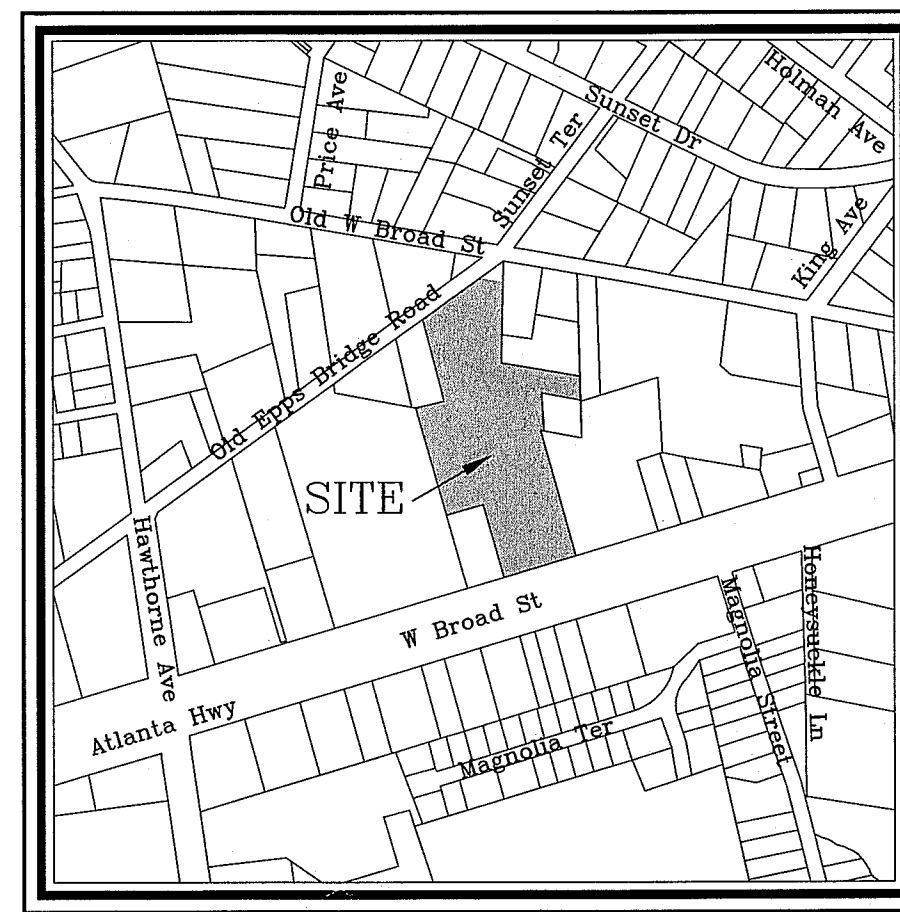 Holman Ave
Sunset Dr
Price Ave
Sunset Ter
Old W Broad St
King Ave
Old Epps Bridge Road
SITE
Hawthorne Ave
W Broad St
Honeysuekle Ln
Magnolia Street
Atlanta Hwy
Magnolia Ter